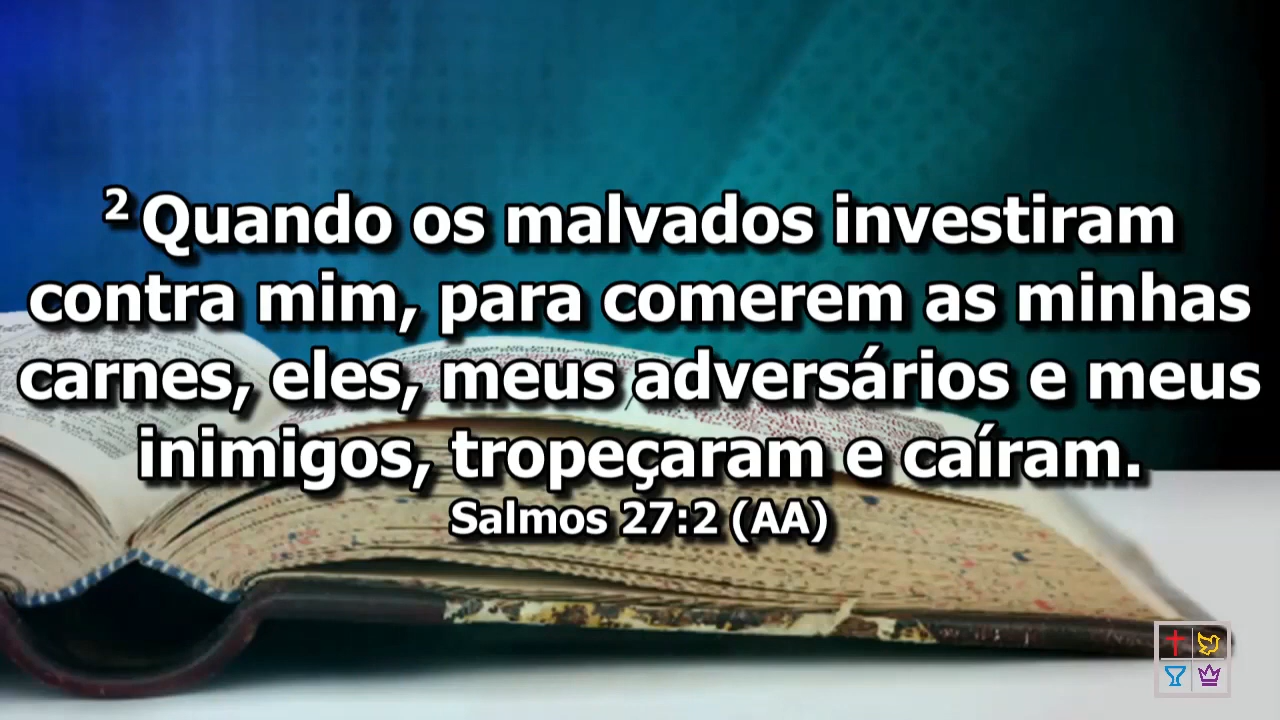 2 Quando os malvados investiram
contra mim, para comerem as minhas
carnes, eles, meus adversários e meus
inimigos, tropeçaram e caíram.
Salmos 27:2 (AA)